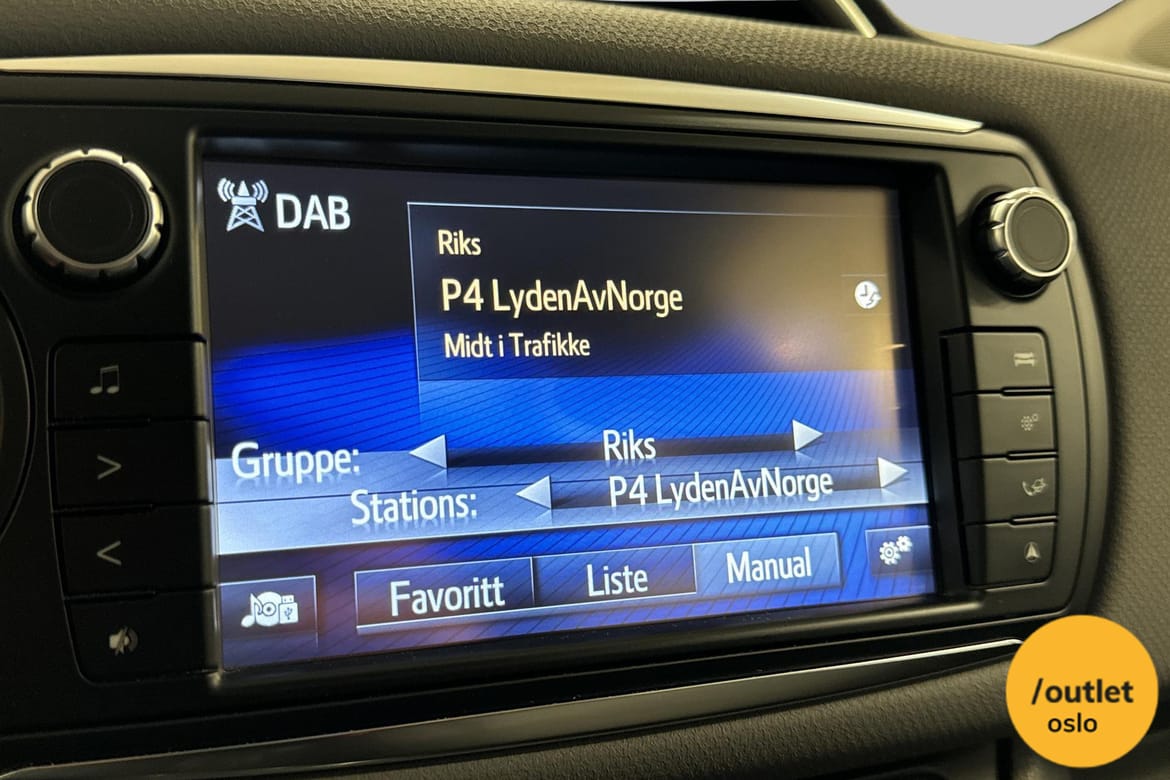 DAB
Riks
P4 LydenAvNorge
Midt i Trafikke
Gruppe: Riks
Stations: P4 LydenAvNorge
Favoritt Liste Manual
/outlet
oslo